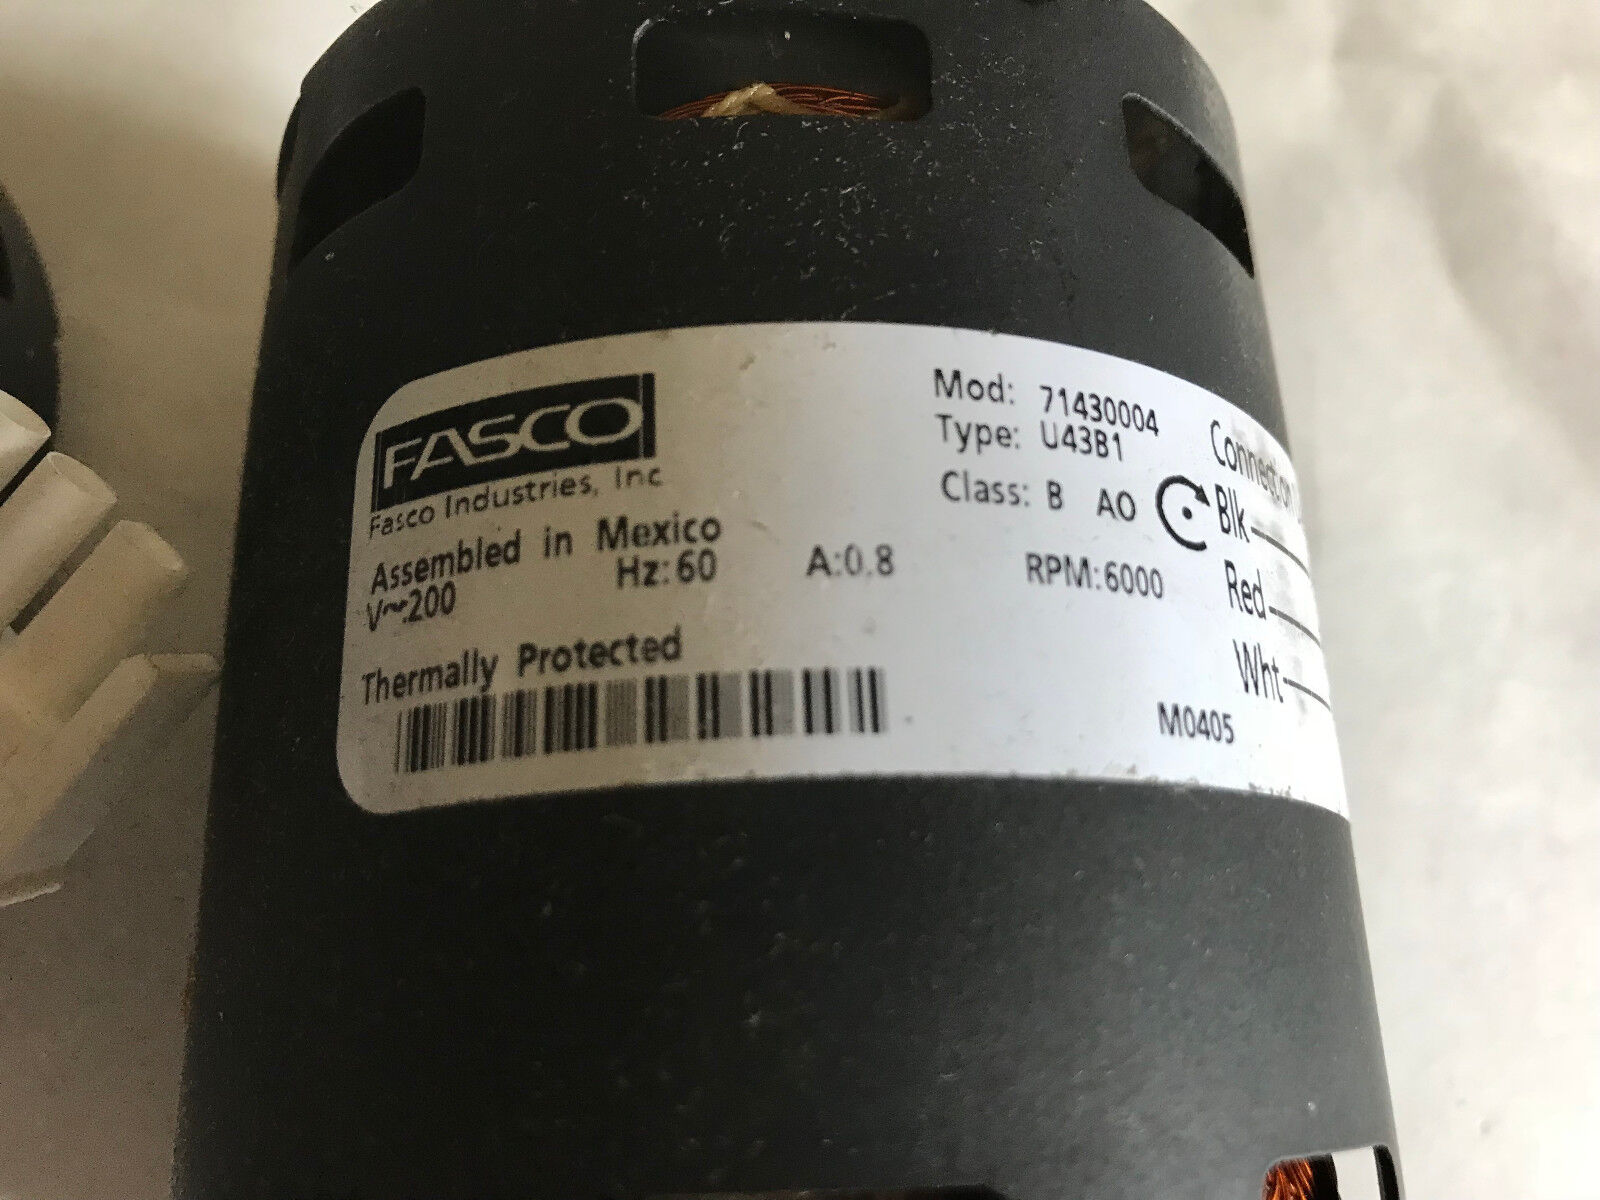 FASCO
Fasco Industries, Inc
Assembled in Mexico
V~:200 Hz:60 A:0.8 RPM:6000
Thermally Protected
Mod: 71430004
Type: U43B1
Class: B AO
Connection
Blk
Red
Wht
M0405